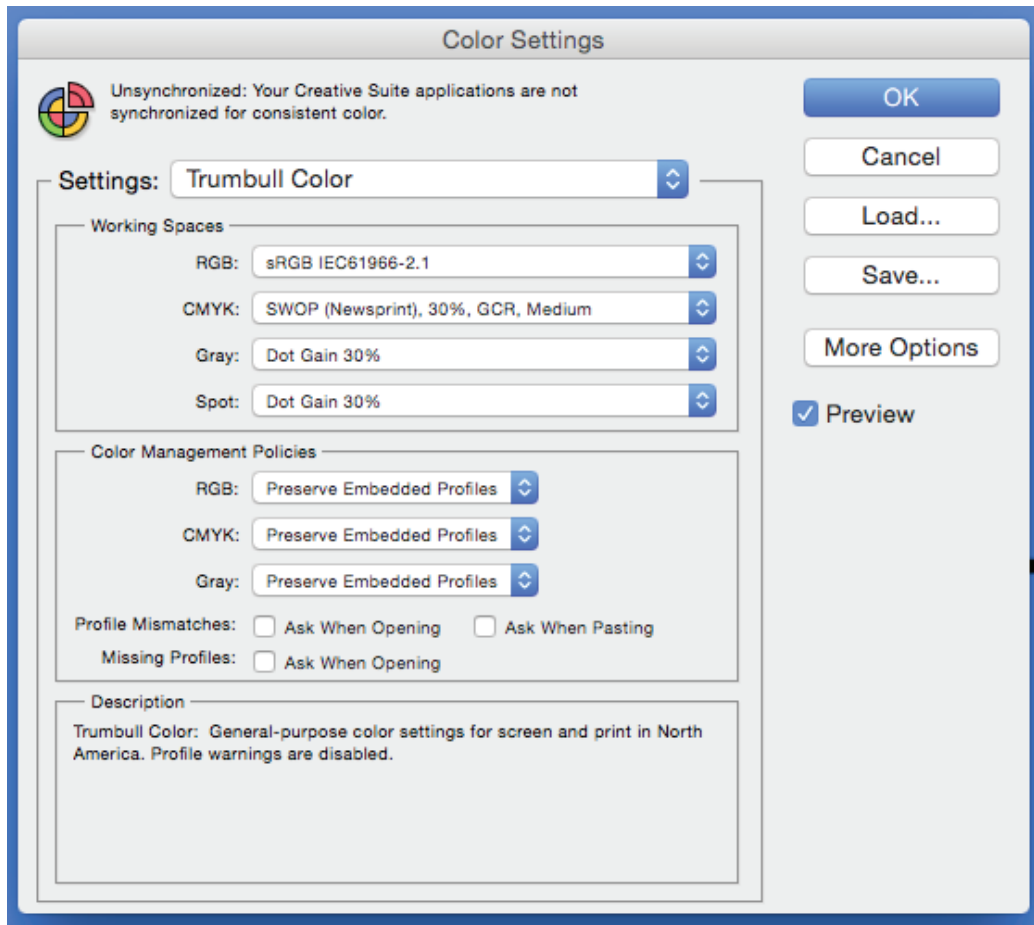 Color Settings
Unsynchronized: Your Creative Suite applications are not
synchronized for consistent color.
OK
Cancel
Load...
Save...
More Options
Preview
Settings: Trumbull Color
Working Spaces
RGB: sRGB IEC61966-2.1
CMYK: SWOP (Newsprint), 30%, GCR, Medium
Gray: Dot Gain 30%
Spot: Dot Gain 30%
Color Management Policies
RGB: Preserve Embedded Profiles
CMYK: Preserve Embedded Profiles
Gray: Preserve Embedded Profiles
Profile Mismatches: Ask When Opening Ask When Pasting
Missing Profiles: Ask When Opening
Description
Trumbull Color: General-purpose color settings for screen and print in North
America. Profile warnings are disabled.